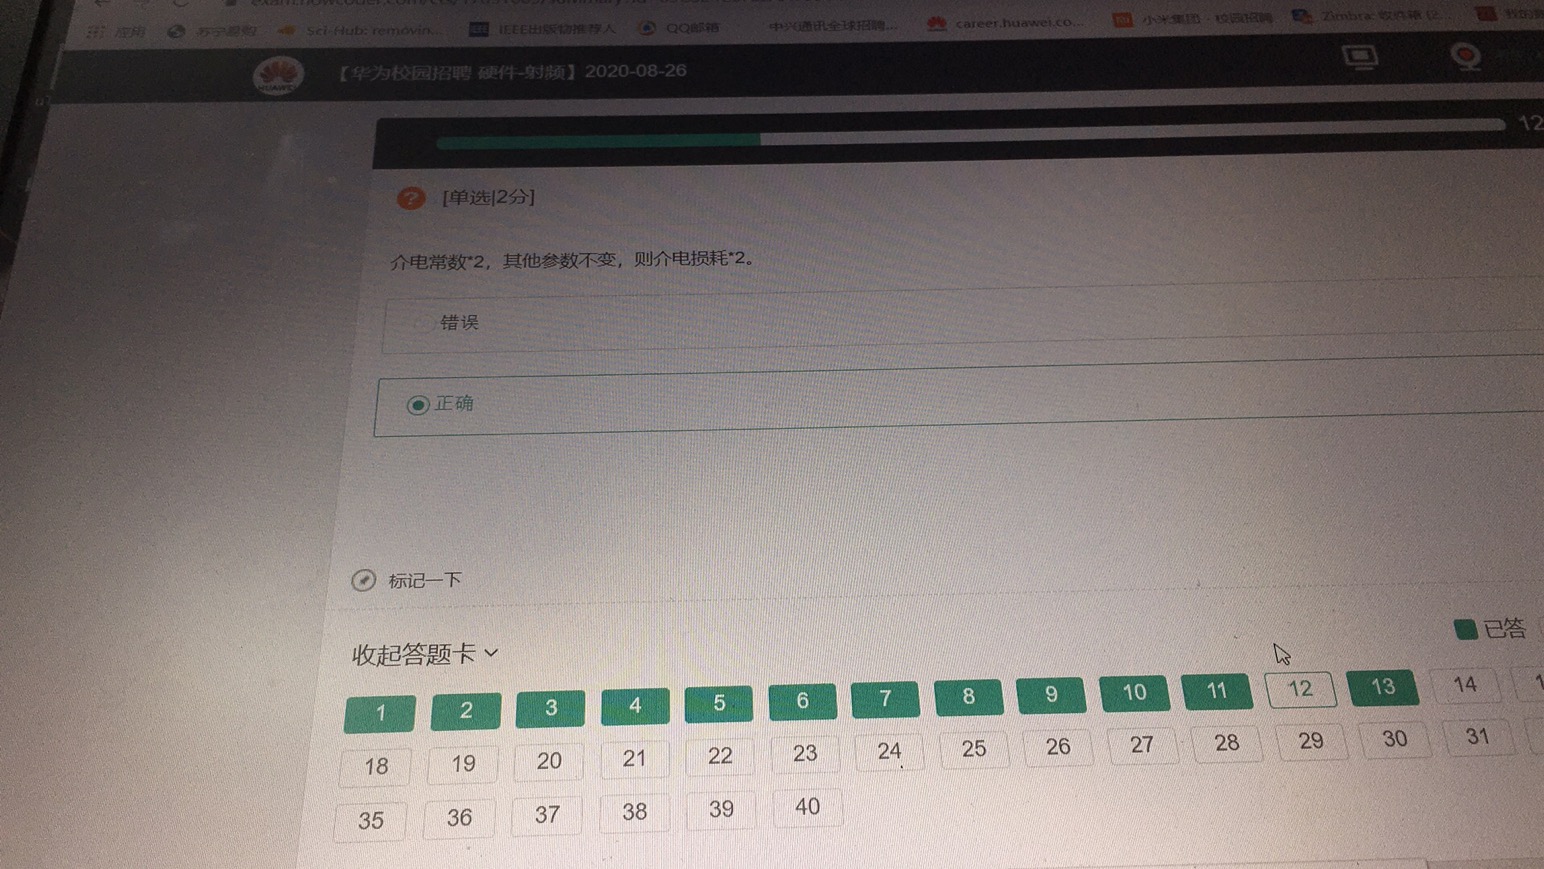 应用
苏宁易购
Sci-Hub: removin...
IEEE出版物推荐人
QQ邮箱
中兴通讯全球招聘...
career.huawei.co...
小米集团 - 校园招聘
Zimbra: 收件箱 (2...
HUAWEI
【华为校园招聘 硬件-射频】2020-08-26
12
? [单选|2分]
介电常数*2，其他参数不变，则介电损耗*2。
错误
正确
标记一下
收起答题卡
已答
1 2 3 4 5 6 7 8 9 10 11 12 13 14
18 19 20 21 22 23 24 25 26 27 28 29 30 31
35 36 37 38 39 40